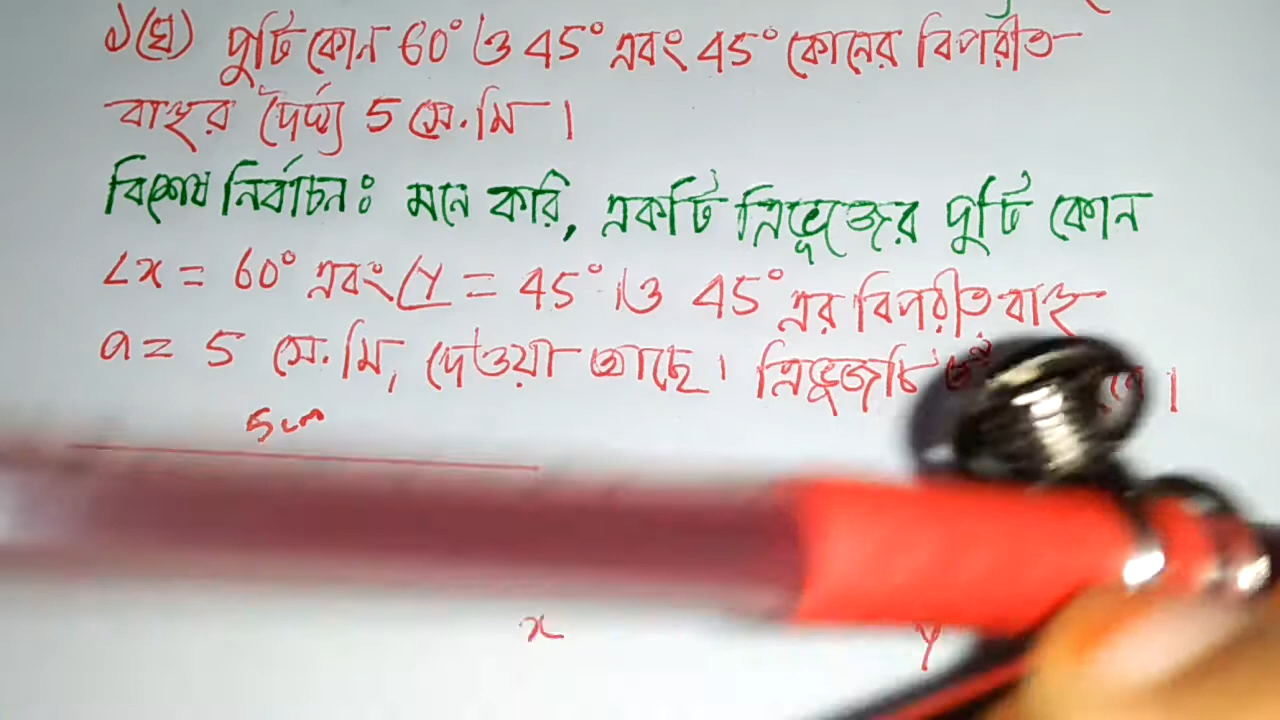 ১(ঘ) দুটি কোন 60° ও 45° এবং 45° কোনের বিপরীত
বাহুর দৈর্ঘ্য 5 সে.মি।
বিশেষ নির্বাচন: মনে করি, একটি ত্রিভূজের দুটি কোন
∠x = 60° এবং ∠y = 45° ।ও 45° এর বিপরীত বাহু
a = 5 সে.মি, দেওয়া আছে। ত্রিভুজটি
5cm
x
y